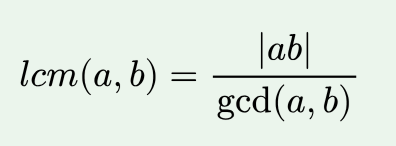 lcm(a, b) = |ab| / gcd(a, b)